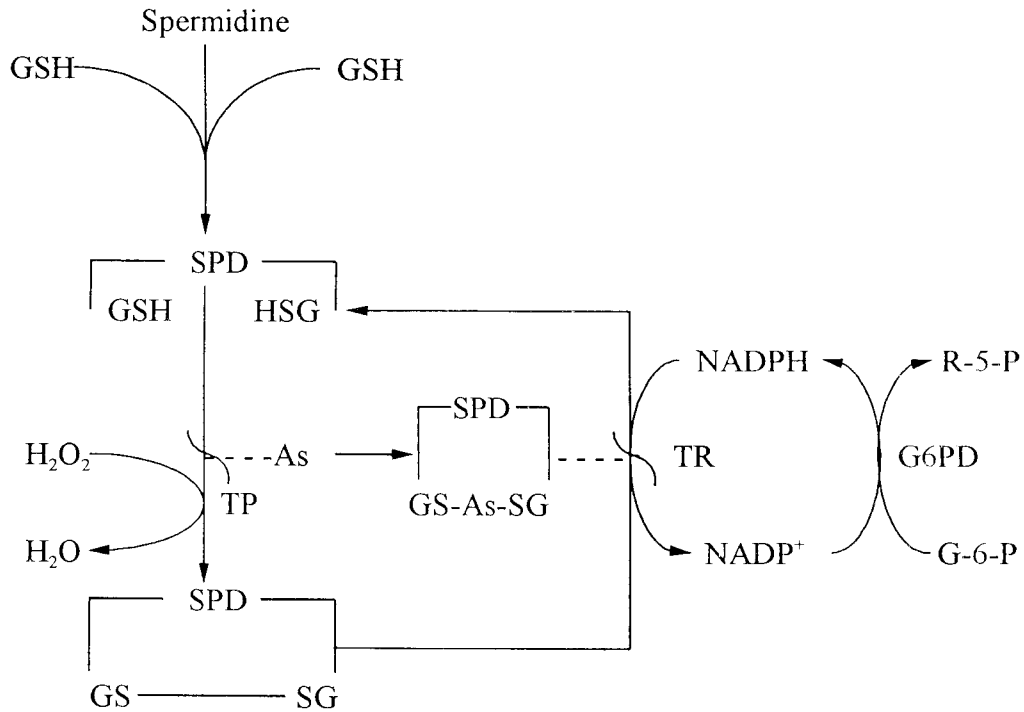 Spermidine
GSH GSH
SPD
GSH HSG
NADPH R-5-P
SPD
H₂O₂ As TR G6PD
TP GS-As-SG
H₂O NADP⁺ G-6-P
SPD
GS SG